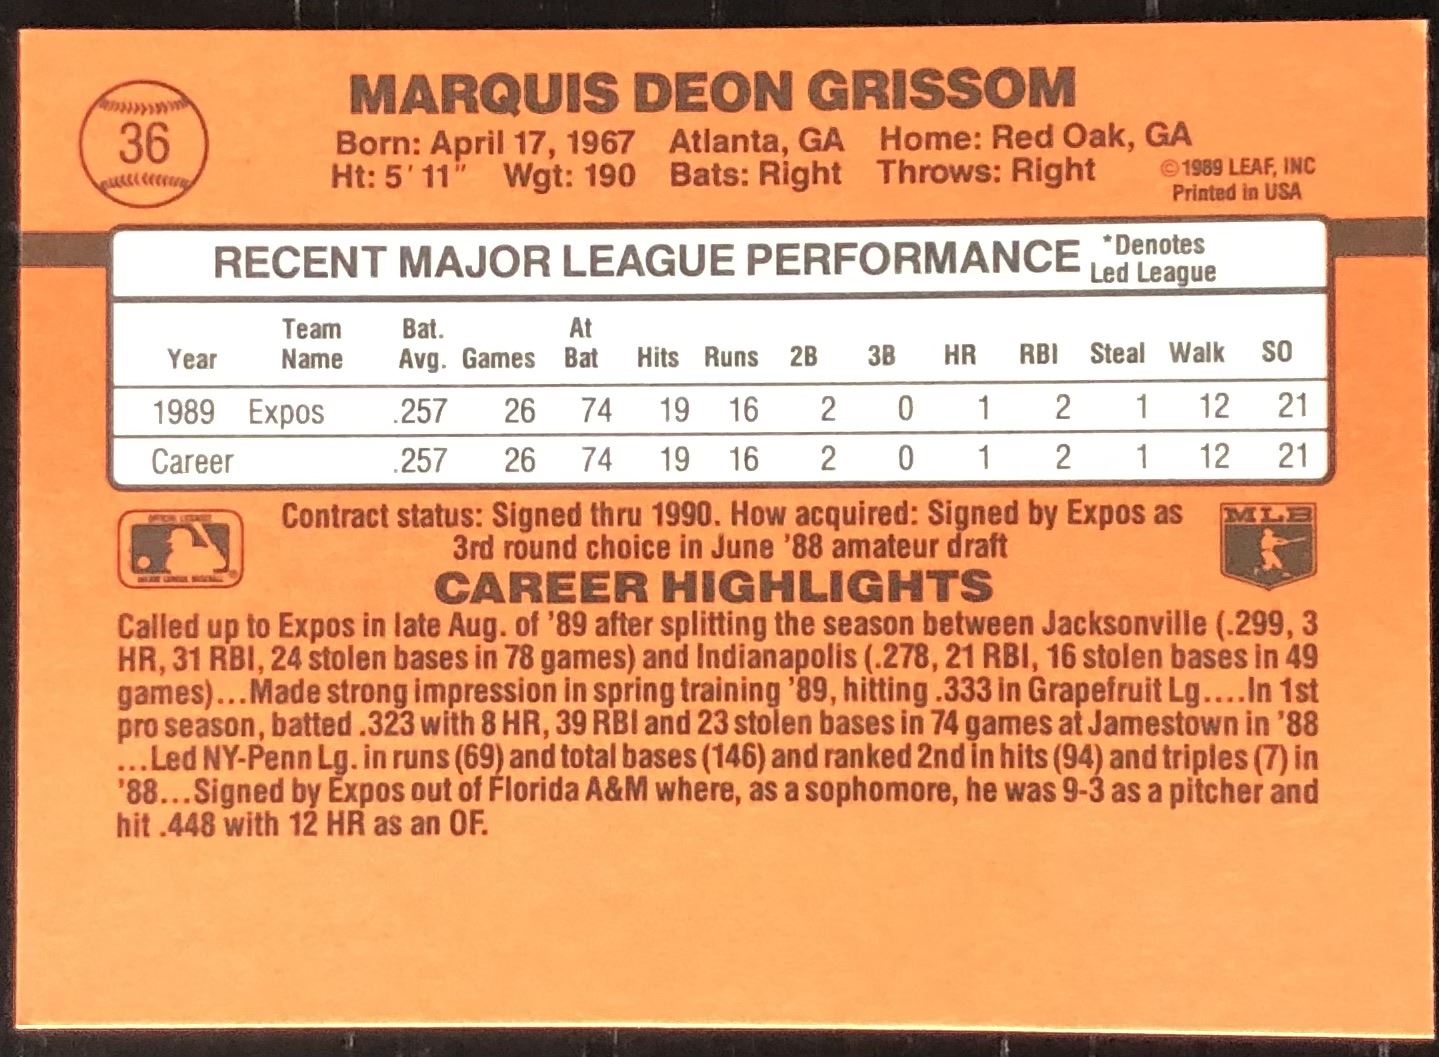 36
MARQUIS DEON GRISSOM
Born: April 17, 1967 Atlanta, GA Home: Red Oak, GA
Ht: 5' 11" Wgt: 190 Bats: Right Throws: Right
©1989 LEAF, INC
Printed in USA
RECENT MAJOR LEAGUE PERFORMANCE *Denotes
Led League
Year Team Name Bat. Avg. Games At Bat Hits Runs 2B 3B HR RBI Steal Walk SO
1989 Expos .257 26 74 19 16 2 0 1 2 1 12 21
Career .257 26 74 19 16 2 0 1 2 1 12 21
Contract status: Signed thru 1990. How acquired: Signed by Expos as
3rd round choice in June '88 amateur draft
MLB
CAREER HIGHLIGHTS
Called up to Expos in late Aug. of '89 after splitting the season between Jacksonville (.299, 3
HR, 31 RBI, 24 stolen bases in 78 games) and Indianapolis (.278, 21 RBI, 16 stolen bases in 49
games)...Made strong impression in spring training '89, hitting .333 in Grapefruit Lg....In 1st
pro season, batted .323 with 8 HR, 39 RBI and 23 stolen bases in 74 games at Jamestown in '88
...Led NY-Penn Lg. in runs (69) and total bases (146) and ranked 2nd in hits (94) and triples (7) in
'88...Signed by Expos out of Florida A&M where, as a sophomore, he was 9-3 as a pitcher and
hit .448 with 12 HR as an OF.